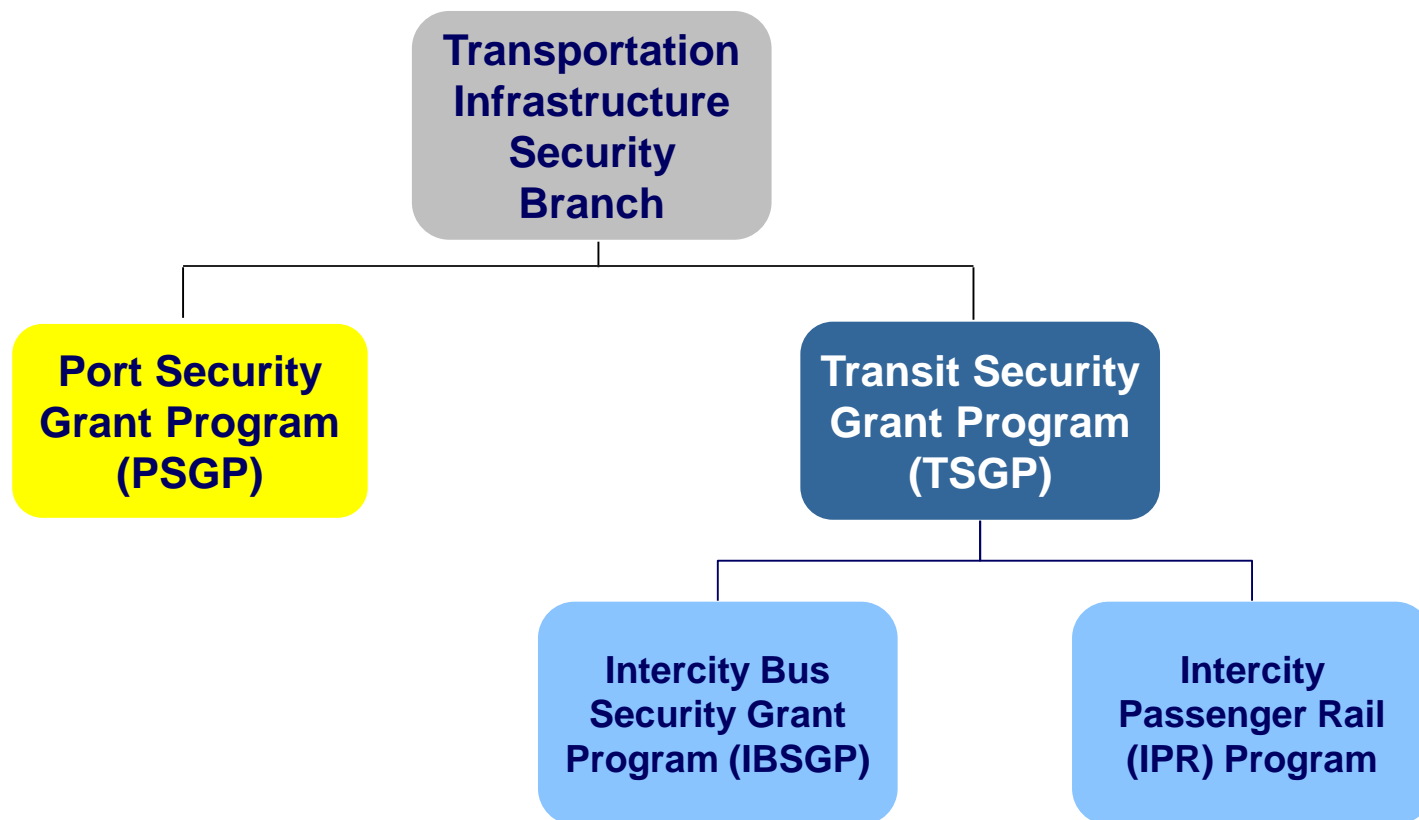 Transportation
Infrastructure
Security
Branch
Port Security
Grant Program
(PSGP)
Transit Security
Grant Program
(TSGP)
Intercity Bus
Security Grant
Program (IBSGP)
Intercity
Passenger Rail
(IPR) Program